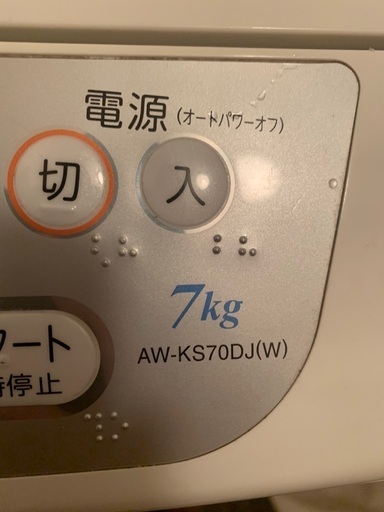 電源 (オートパワーオフ)
切 入
7kg
AW-KS70DJ(W)
ート
停止